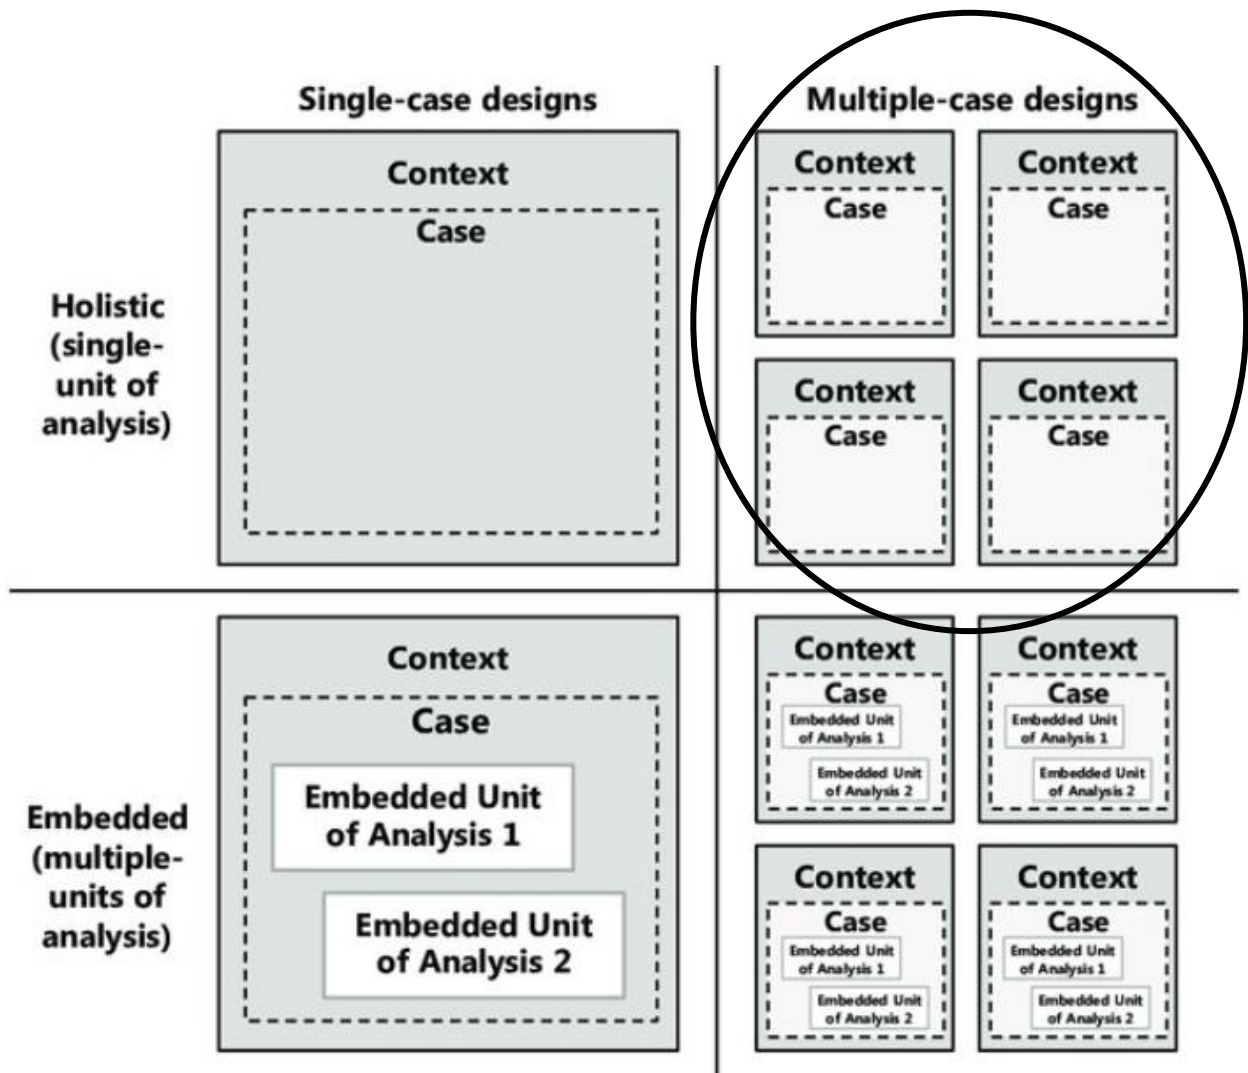 Single-case designs
Multiple-case designs
Holistic
(single-
unit of
analysis)
Context
Case
Context
Case
Context
Case
Context
Case
Context
Case
Embedded
(multiple-
units of
analysis)
Context
Case
Embedded Unit
of Analysis 1
Embedded Unit
of Analysis 2
Context
Case
Embedded Unit
of Analysis 1
Embedded Unit
of Analysis 2
Context
Case
Embedded Unit
of Analysis 1
Embedded Unit
of Analysis 2
Context
Case
Embedded Unit
of Analysis 1
Embedded Unit
of Analysis 2
Context
Case
Embedded Unit
of Analysis 1
Embedded Unit
of Analysis 2